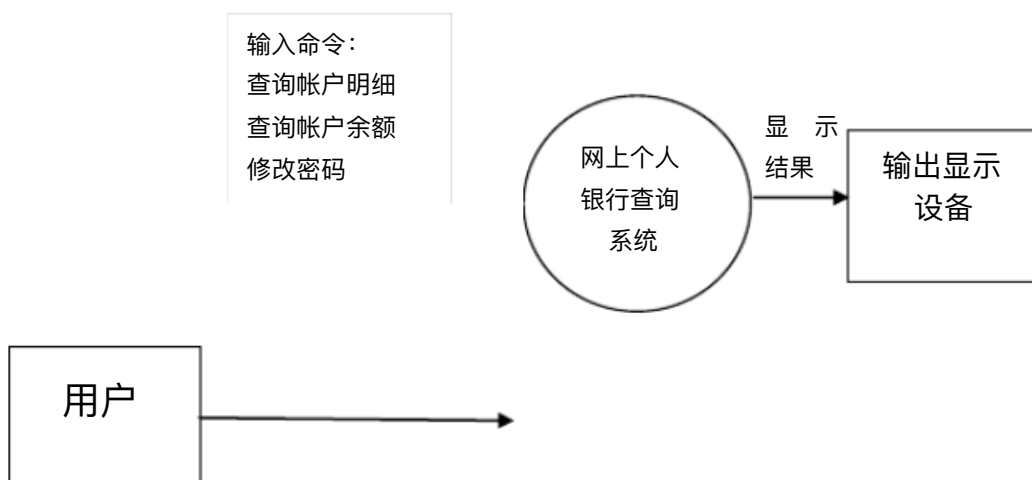 输入命令：
查询帐户明细
查询帐户余额
修改密码
网上个人
银行查询
系统
显 示
结果
输出显示
设备
用户